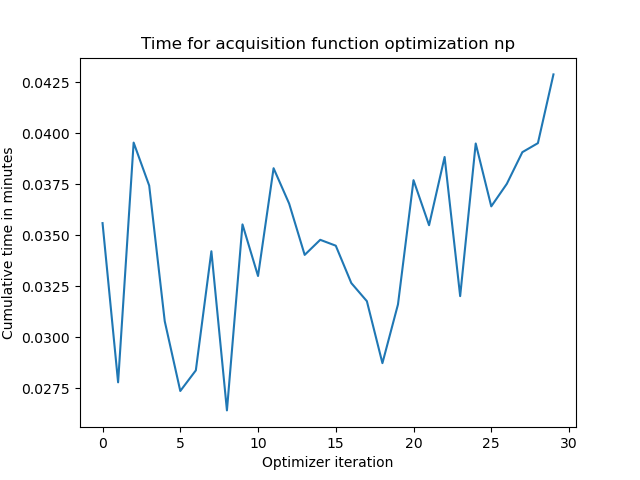 Time for acquisition function optimization np
Cumulative time in minutes
0.0425
0.0400
0.0375
0.0350
0.0325
0.0300
0.0275
0 5 10 15 20 25 30
Optimizer iteration